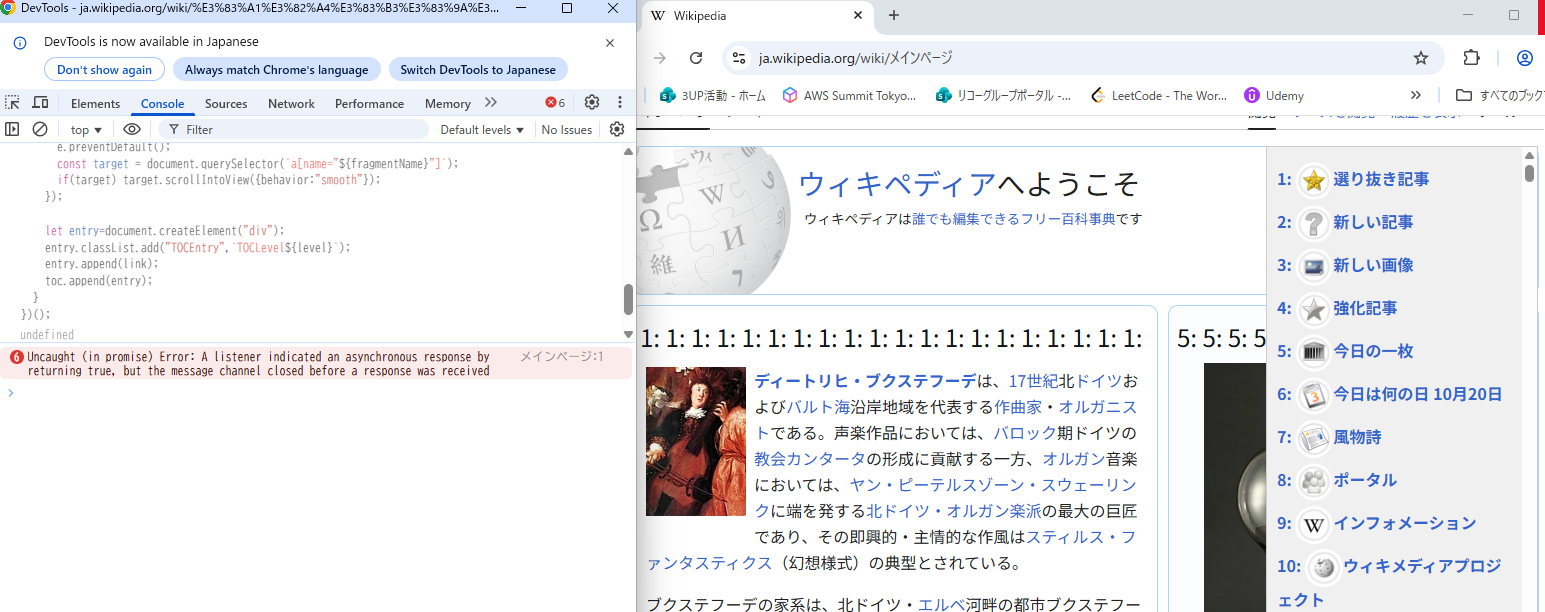 DevTools - ja.wikipedia.org/wiki/%E3%83%A1%E3%82%A4%E3%83%B3%E3%83%9A%E3...
DevTools is now available in Japanese
Don't show again
Always match Chrome's language
Switch DevTools to Japanese
Elements
Console
Sources
Network
Performance
Memory
6
top
Filter
Default levels
No Issues
e.preventDefault();
const target = document.querySelector(`a[name="${fragmentName}"]`);
if(target) target.scrollIntoView({behavior:"smooth"});
});
let entry=document.createElement("div");
entry.classList.add("TOCEntry",`TOCLevel${level}`);
entry.append(link);
toc.append(entry);
}
})();
undefined
6 Uncaught (in promise) Error: A listener indicated an asynchronous response by メインページ:1
returning true, but the message channel closed before a response was received
Wikipedia
ja.wikipedia.org/wiki/メインページ
3UP活動 - ホーム
AWS Summit Tokyo...
リコーグループポータル -...
LeetCode - The Wor...
Udemy
すべてのブック
ウィキペディアへようこそ
ウィキペディアは誰でも編集できるフリー百科事典です
1: 1: 1: 1: 1: 1: 1: 1: 1: 1: 1: 1: 1: 1: 1: 1: 1: 1: 1:
ディートリヒ・ブクステフーデは、17世紀北ドイツお
よびバルト海沿岸地域を代表する作曲家・オルガニス
トである。声楽作品においては、バロック期ドイツの
教会カンタータの形成に貢献する一方、オルガン音楽
においては、ヤン・ピーテルスゾーン・スウェーリン
クに端を発する北ドイツ・オルガン楽派の最大の巨匠
であり、その即興的・主情的な作風はスティルス・フ
ァンタスティクス（幻想様式）の典型とされている。
ブクステフーデの家系は、北ドイツ・エルベ河畔の都市ブクステフー
5: 5: 5: 5
1: 選り抜き記事
2: 新しい記事
3: 新しい画像
4: 強化記事
5: 今日の一枚
6: 今日は何の日 10月20日
7: 風物詩
8: ポータル
9: インフォメーション
10: ウィキメディアプロジ
ェクト